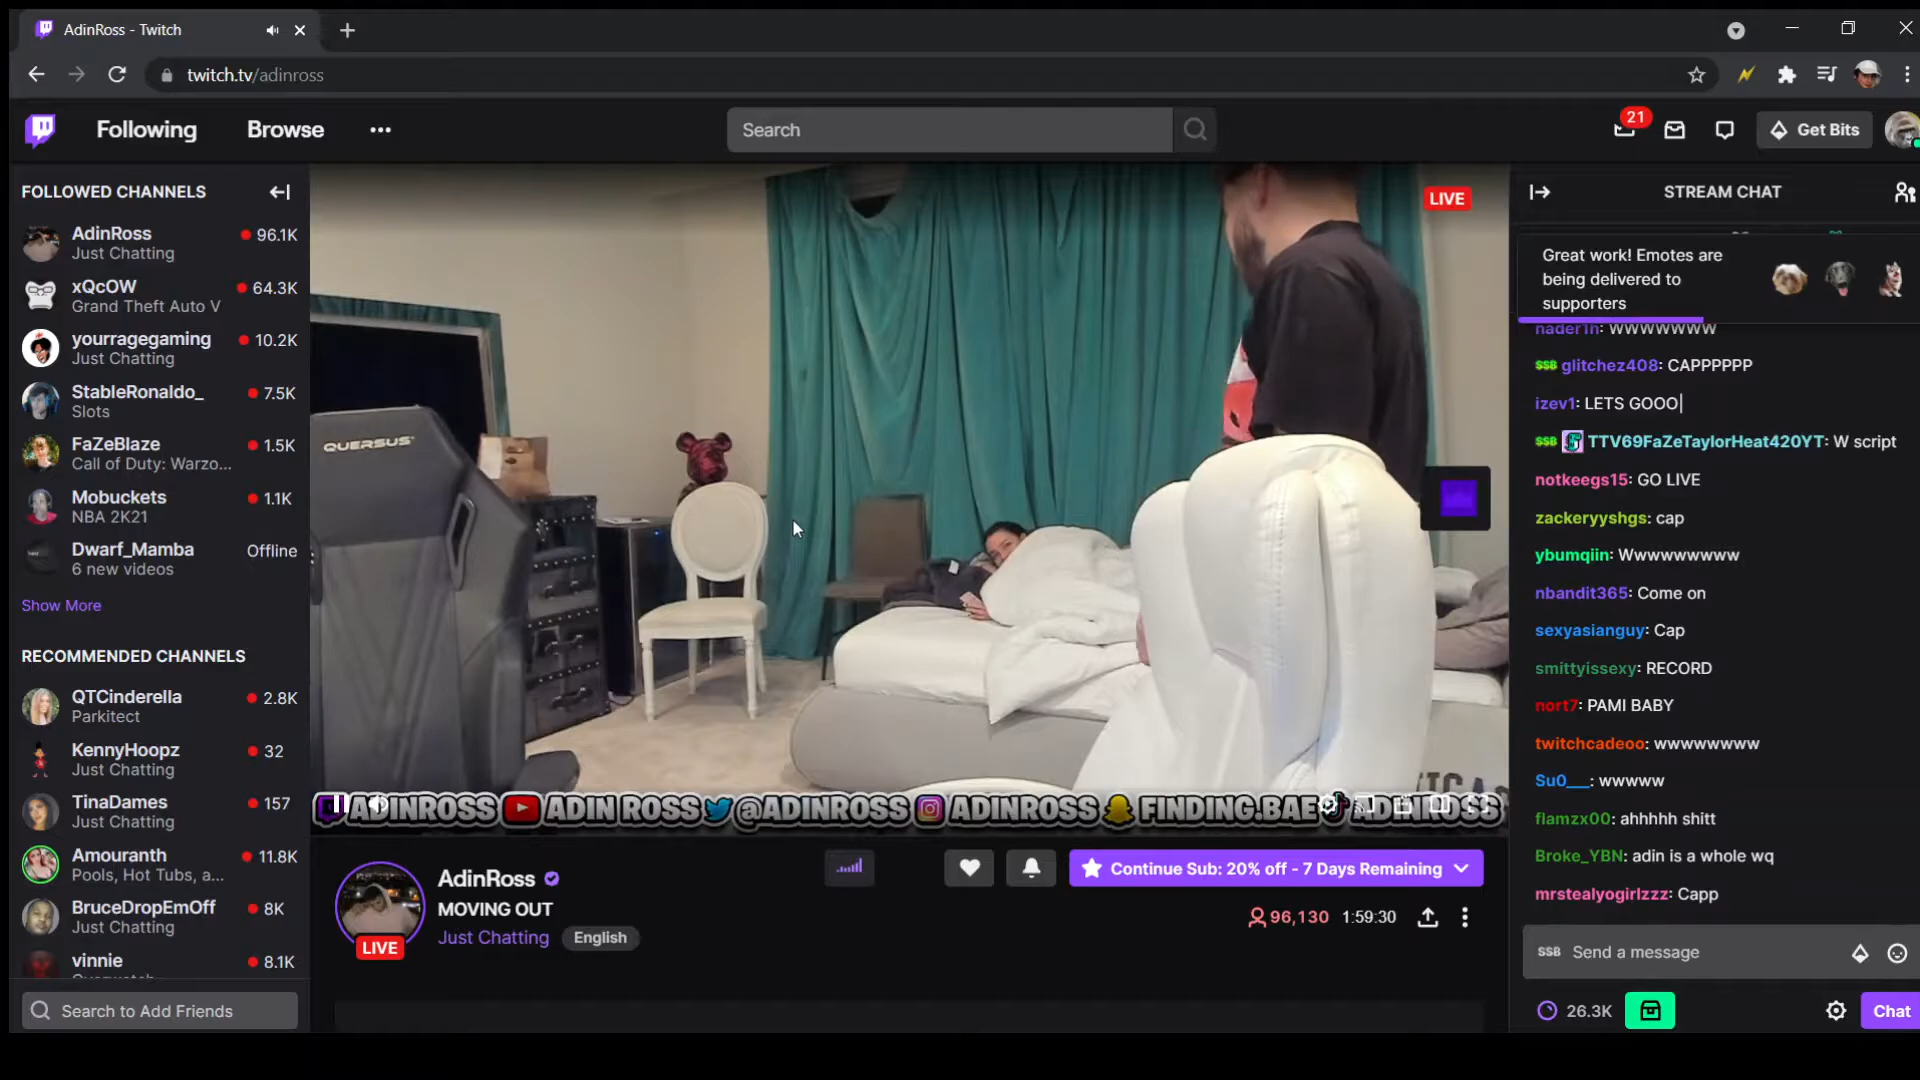 AdinRoss - Twitch
twitch.tv/adinross
Following
Browse
Search
21
Get Bits
FOLLOWED CHANNELS
AdinRoss
96.1K
Just Chatting
xQcOW
64.3K
Grand Theft Auto V
yourragegaming
10.2K
Just Chatting
StableRonaldo_
7.5K
Slots
FaZeBlaze
1.5K
Call of Duty: Warzo...
Mobuckets
1.1K
NBA 2K21
Dwarf_Mamba
Offline
6 new videos
Show More
RECOMMENDED CHANNELS
QTCinderella
2.8K
Parkitect
KennyHoopz
32
Just Chatting
TinaDames
157
Just Chatting
Amouranth
11.8K
Pools, Hot Tubs, a...
BruceDropEmOff
8K
Just Chatting
vinnie
8.1K
Search to Add Friends
LIVE
QUERSUS
ADINROSS ADIN ROSS @ADINROSS ADINROSS FINDING.BAE ADINROSS
AdinRoss
MOVING OUT
Just Chatting
English
LIVE
Continue Sub: 20% off - 7 Days Remaining
96,130
1:59:30
STREAM CHAT
Great work! Emotes are
being delivered to
supporters
nader1h: WWWWWWW
SSB glitchez408: CAPPPPPP
izev1: LETS GOOO|
SSB TTV69FaZeTaylorHeat420YT: W script
notkeegs15: GO LIVE
zackeryyshgs: cap
ybumqiin: Wwwwwwwww
nbandit365: Come on
sexyasianguy: Cap
smittyissexy: RECORD
nort7: PAMI BABY
twitchcadeoo: wwwwwwww
Su0___: wwwww
flamzx00: ahhhhh shitt
Broke_YBN: adin is a whole wq
mrstealyogirlzzz: Capp
SSB Send a message
26.3K
Chat